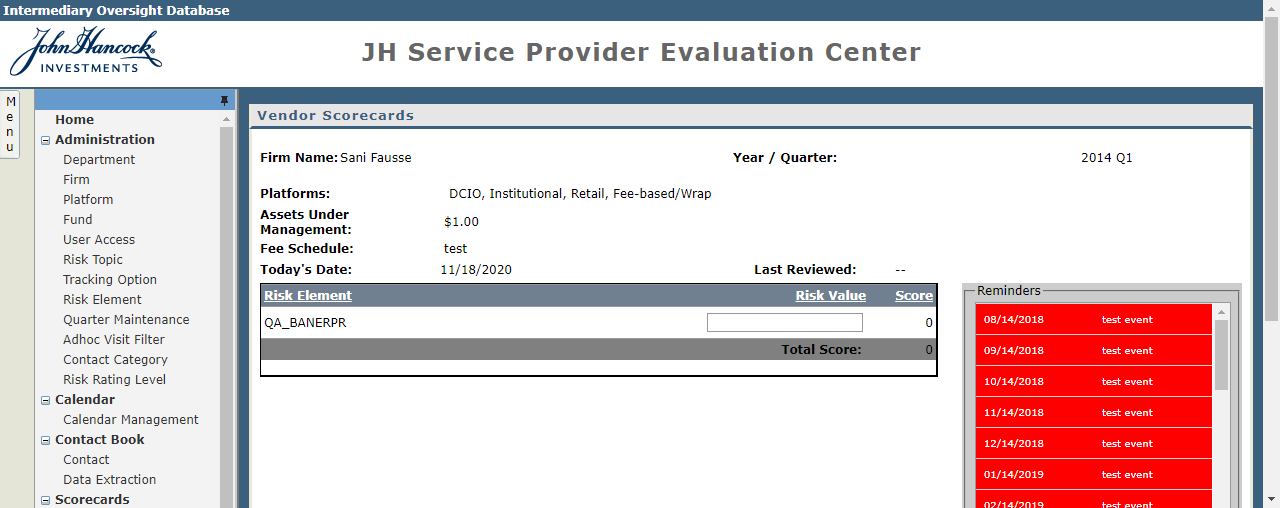 Intermediary Oversight Database
John Hancock
INVESTMENTS
JH Service Provider Evaluation Center
Menu
Home
Administration
Department
Firm
Platform
Fund
User Access
Risk Topic
Tracking Option
Risk Element
Quarter Maintenance
Adhoc Visit Filter
Contact Category
Risk Rating Level
Calendar
Calendar Management
Contact Book
Contact
Data Extraction
Scorecards
Vendor Scorecards
Firm Name: Sani Fausse Year / Quarter: 2014 Q1
Platforms: DCIO, Institutional, Retail, Fee-based/Wrap
Assets Under
Management: $1.00
Fee Schedule: test
Today's Date: 11/18/2020 Last Reviewed: --
Risk Element Risk Value Score
QA_BANERPR 0
Total Score: 0
Reminders
08/14/2018 test event
09/14/2018 test event
10/14/2018 test event
11/14/2018 test event
12/14/2018 test event
01/14/2019 test event
02/14/2019 test event